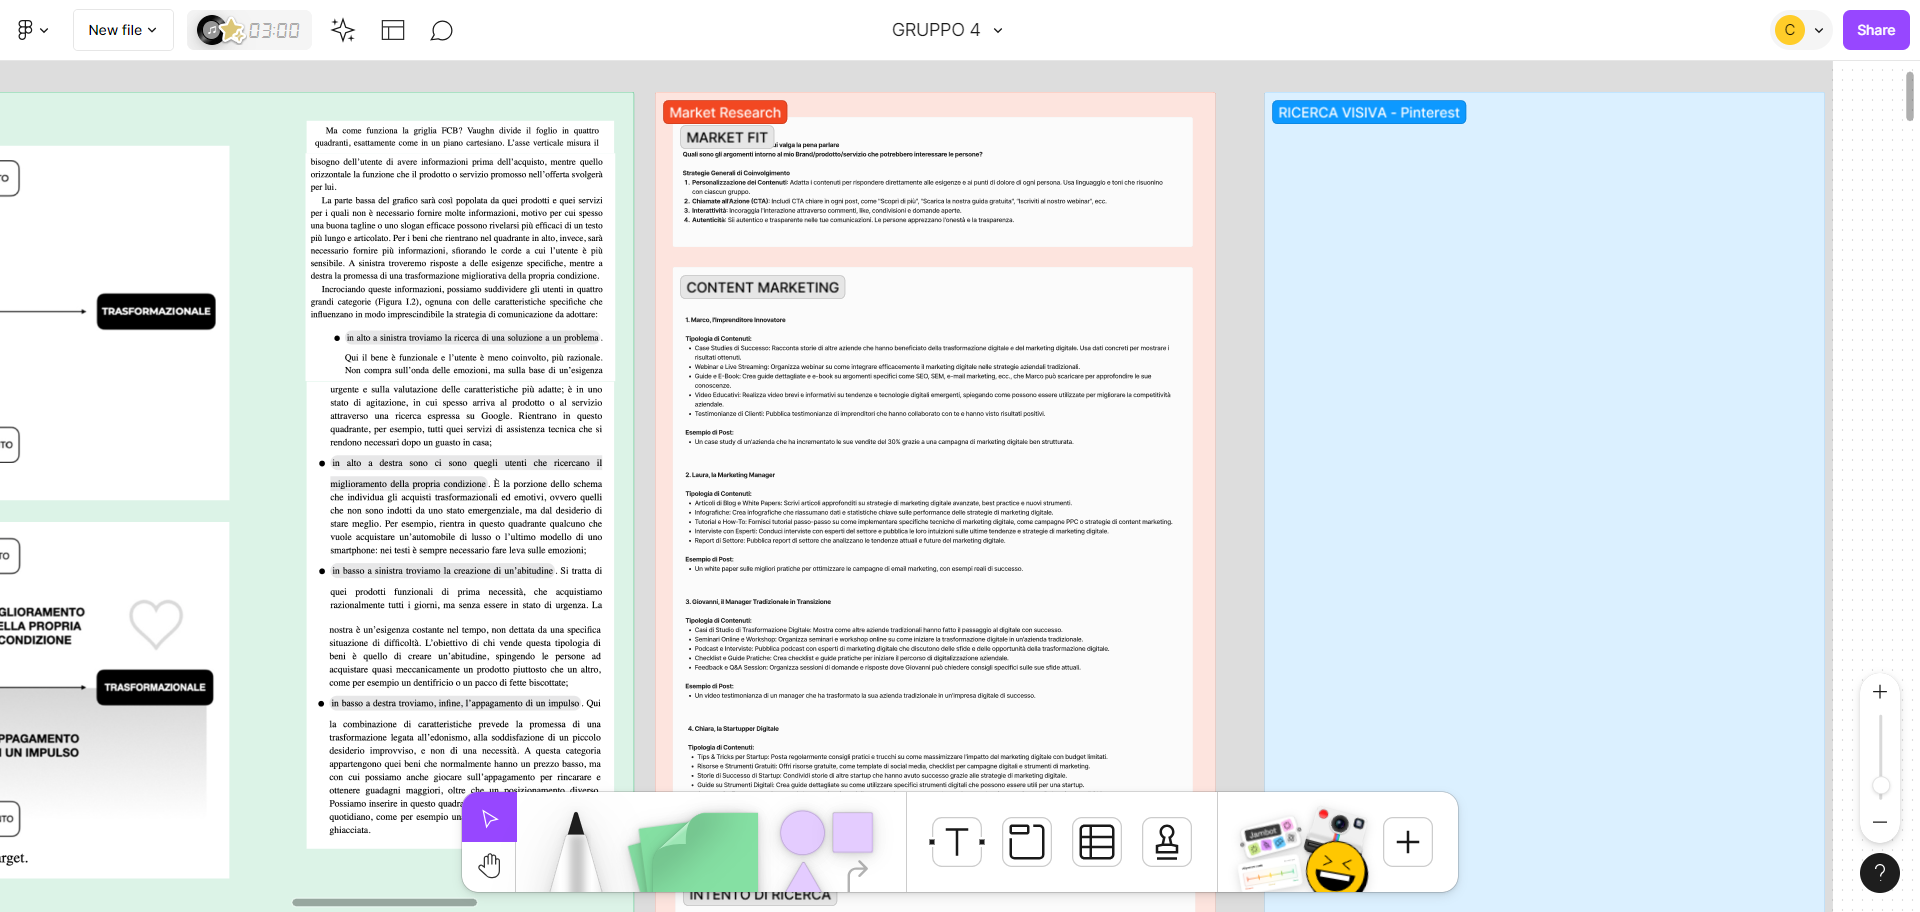 New file
03:00
GRUPPO 4
C
Share
TRASFORMAZIONALE
TO
GLIORAMENTO
ELLA PROPRIA
CONDIZIONE
TRASFORMAZIONALE
PPAGAMENTO
I UN IMPULSO
rget.
Ma come funziona la griglia FCB? Vaughn divide il foglio in quattro
quadranti, esattamente come in un piano cartesiano. L'asse verticale misura il
bisogno dell'utente di avere informazioni prima dell'acquisto, mentre quello
orizzontale la funzione che il prodotto o servizio promosso nell'offerta svolgerà
per lui.
La parte bassa del grafico sarà così popolata da quei prodotti e quei servizi
per i quali non è necessario fornire molte informazioni, motivo per cui spesso
una buona tagline o uno slogan efficace possono rivelarsi più efficaci di un testo
più lungo e articolato. Per i beni che rientrano nel quadrante in alto, invece, sarà
necessario fornire più informazioni, sfiorando le corde a cui l'utente è più
sensibile. A sinistra troveremo risposte a delle esigenze specifiche, mentre a
destra la promessa di una trasformazione migliorativa della propria condizione.
Incrociando queste informazioni, possiamo suddividere gli utenti in quattro
grandi categorie (Figura I.2), ognuna con delle caratteristiche specifiche che
influenzano in modo imprescindibile la strategia di comunicazione da adottare:
● in alto a sinistra troviamo la ricerca di una soluzione a un problema .
Qui il bene è funzionale e l'utente è meno coinvolto, più razionale.
Non compra sull'onda delle emozioni, ma sulla base di un'esigenza
urgente e sulla valutazione delle caratteristiche più adatte; è in uno
stato di agitazione, in cui spesso arriva al prodotto o al servizio
attraverso una ricerca espressa su Google. Rientrano in questo
quadrante, per esempio, tutti quei servizi di assistenza tecnica che si
rendono necessari dopo un guasto in casa;
● in alto a destra sono ci sono quegli utenti che ricercano il
miglioramento della propria condizione . È la porzione dello schema
che individua gli acquisti trasformazionali ed emotivi, ovvero quelli
che non sono indotti da uno stato emergenziale, ma dal desiderio di
stare meglio. Per esempio, rientra in questo quadrante qualcuno che
vuole acquistare un'automobile di lusso o l'ultimo modello di uno
smartphone: nei testi è sempre necessario fare leva sulle emozioni;
● in basso a sinistra troviamo la creazione di un'abitudine . Si tratta di
quei prodotti funzionali di prima necessità, che acquistiamo
razionalmente tutti i giorni, ma senza essere in stato di urgenza. La
nostra è un'esigenza costante nel tempo, non dettata da una specifica
situazione di difficoltà. L'obiettivo di chi vende questa tipologia di
beni è quello di creare un'abitudine, spingendo le persone ad
acquistare quasi meccanicamente un prodotto piuttosto che un altro,
come per esempio un dentifricio o un pacco di fette biscottate;
● in basso a destra troviamo, infine, l'appagamento di un impulso . Qui
la combinazione di caratteristiche prevede la promessa di una
trasformazione legata all'edonismo, alla soddisfazione di un piccolo
desiderio improvviso, e non di una necessità. A questa categoria
appartengono quei beni che normalmente hanno un prezzo basso, ma
con cui possiamo anche giocare sull'appagamento per rincarare e
ottenere guadagni maggiori, oltre che un posizionamento diverso.
Possiamo inserire in questo quadra
quotidiano, come per esempio un
ghiacciata.
Market Research
MARKET FIT
ui valga la pena parlare
Quali sono gli argomenti intorno al mio Brand/prodotto/servizio che potrebbero interessare le persone?
Strategie Generali di Coinvolgimento
1. Personalizzazione dei Contenuti: Adatta i contenuti per rispondere direttamente alle esigenze e ai punti di dolore di ogni persona. Usa linguaggio e toni che risuonino
con ciascun gruppo.
2. Chiamate all'Azione (CTA): Includi CTA chiare in ogni post, come "Scopri di più", "Scarica la nostra guida gratuita", "Iscriviti al nostro webinar", ecc.
3. Interattività: Incoraggia l'interazione attraverso commenti, like, condivisioni e domande aperte.
4. Autenticità: Sii autentico e trasparente nelle tue comunicazioni. Le persone apprezzano l'onestà e la trasparenza.
CONTENT MARKETING
1. Marco, l'Imprenditore Innovatore
Tipologia di Contenuti:
• Case Studies di Successo: Racconta storie di altre aziende che hanno beneficiato della trasformazione digitale e del marketing digitale. Usa dati concreti per mostrare i
risultati ottenuti.
• Webinar e Live Streaming: Organizza webinar su come integrare efficacemente il marketing digitale nelle strategie aziendali tradizionali.
• Guide e E-Book: Crea guide dettagliate e e-book su argomenti specifici come SEO, SEM, e-mail marketing, ecc., che Marco può scaricare per approfondire le sue
conoscenze.
• Video Educativi: Realizza video brevi e informativi su tendenze e tecnologie digitali emergenti, spiegando come possono essere utilizzate per migliorare la competitività
aziendale.
• Testimonianze di Clienti: Pubblica testimonianze di imprenditori che hanno collaborato con te e hanno visto risultati positivi.
Esempio di Post:
• Un case study di un'azienda che ha incrementato le sue vendite del 30% grazie a una campagna di marketing digitale ben strutturata.
2. Laura, la Marketing Manager
Tipologia di Contenuti:
• Articoli di Blog e White Papers: Scrivi articoli approfonditi su strategie di marketing digitale avanzate, best practice e nuovi strumenti.
• Infografiche: Crea infografiche che riassumano dati e statistiche chiave sulle performance delle strategie di marketing digitale.
• Tutorial e How-To: Fornisci tutorial passo-passo su come implementare specifiche tecniche di marketing digitale, come campagne PPC o strategie di content marketing.
• Interviste con Esperti: Conduci interviste con esperti del settore e pubblica le loro intuizioni sulle ultime tendenze e strategie di marketing digitale.
• Report di Settore: Pubblica report di settore che analizzano le tendenze attuali e future del marketing digitale.
Esempio di Post:
• Un white paper sulle migliori pratiche per ottimizzare le campagne di email marketing, con esempi reali di successo.
3. Giovanni, il Manager Tradizionale in Transizione
Tipologia di Contenuti:
• Casi di Studio di Trasformazione Digitale: Mostra come altre aziende tradizionali hanno fatto il passaggio al digitale con successo.
• Seminari Online e Workshop: Organizza seminari e workshop online su come iniziare la trasformazione digitale in un'azienda tradizionale.
• Podcast e Interviste: Pubblica podcast con esperti di marketing digitale che discutono delle sfide e delle opportunità della trasformazione digitale.
• Checklist e Guide Pratiche: Crea checklist e guide pratiche per iniziare il percorso di digitalizzazione aziendale.
• Feedback e Q&A Session: Organizza sessioni di domande e risposte dove Giovanni può chiedere consigli specifici sulle sue sfide attuali.
Esempio di Post:
• Un video testimonianza di un manager che ha trasformato la sua azienda tradizionale in un'impresa digitale di successo.
4. Chiara, la Startupper Digitale
Tipologia di Contenuti:
• Tips & Tricks per Startup: Posta regolarmente consigli pratici e trucchi su come massimizzare l'impatto del marketing digitale con budget limitati.
• Risorse e Strumenti Gratuiti: Offri risorse gratuite, come template di social media, checklist per campagne digitali e strumenti di marketing.
• Storie di Successo di Startup: Condividi storie di altre startup che hanno avuto successo grazie alle strategie di marketing digitale.
• Guide su Strumenti Digitali: Crea guide dettagliate su come utilizzare specifici strumenti digitali che possono essere utili per una startup.
INTENTO DI RICERCA
RICERCA VISIVA - Pinterest
T
Jambot
?